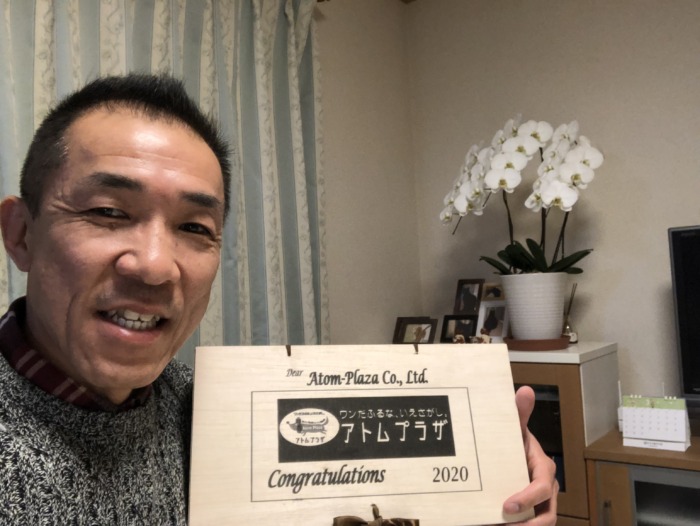 Dear Atom-Plaza Co., Ltd.
ワンだふるな、いえさがし。
アトムプラザ
アトムプラザ
Congratulations 2020